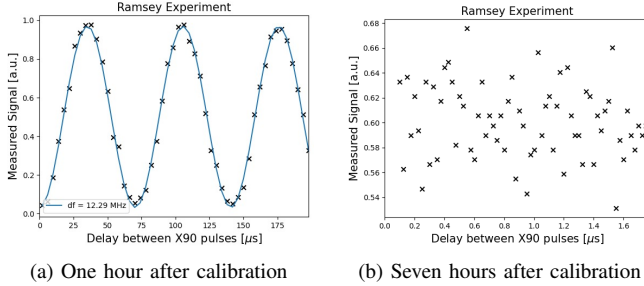 Ramsey Experiment
Measured Signal [a.u.]
1.0
0.8
0.6
0.4
0.2
0.0
df = 12.29 MHz
0 25 50 75 100 125 150 175
Delay between X90 pulses [μs]
(a) One hour after calibration
Ramsey Experiment
Measured Signal [a.u.]
0.68
0.66
0.64
0.62
0.60
0.58
0.56
0.54
0.0 0.2 0.4 0.6 0.8 1.0 1.2 1.4 1.6
Delay between X90 pulses [μs]
(b) Seven hours after calibration